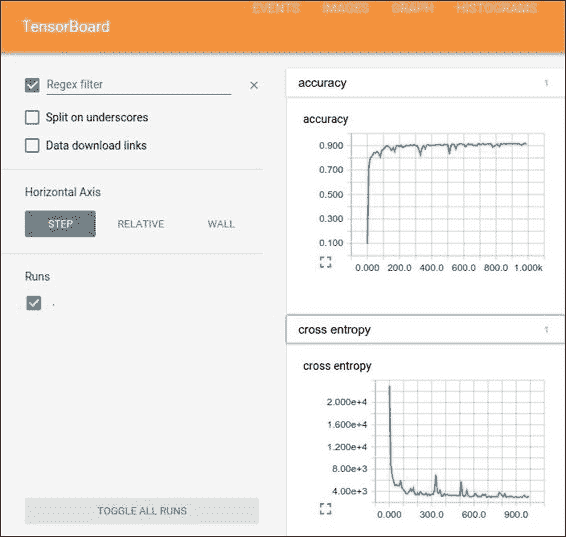 TensorBoard
EVENTS IMAGES GRAPH HISTOGRAMS
Regex filter ×
Split on underscores
Data download links
Horizontal Axis
STEP RELATIVE WALL
Runs
.
TOGGLE ALL RUNS
accuracy 1
accuracy
0.900
0.700
0.500
0.300
0.100
0.000 200.0 400.0 600.0 800.0 1.000k
cross entropy 1
cross entropy
2.000e+4
1.600e+4
1.200e+4
8.00e+3
4.00e+3
0.000 300.0 600.0 900.0